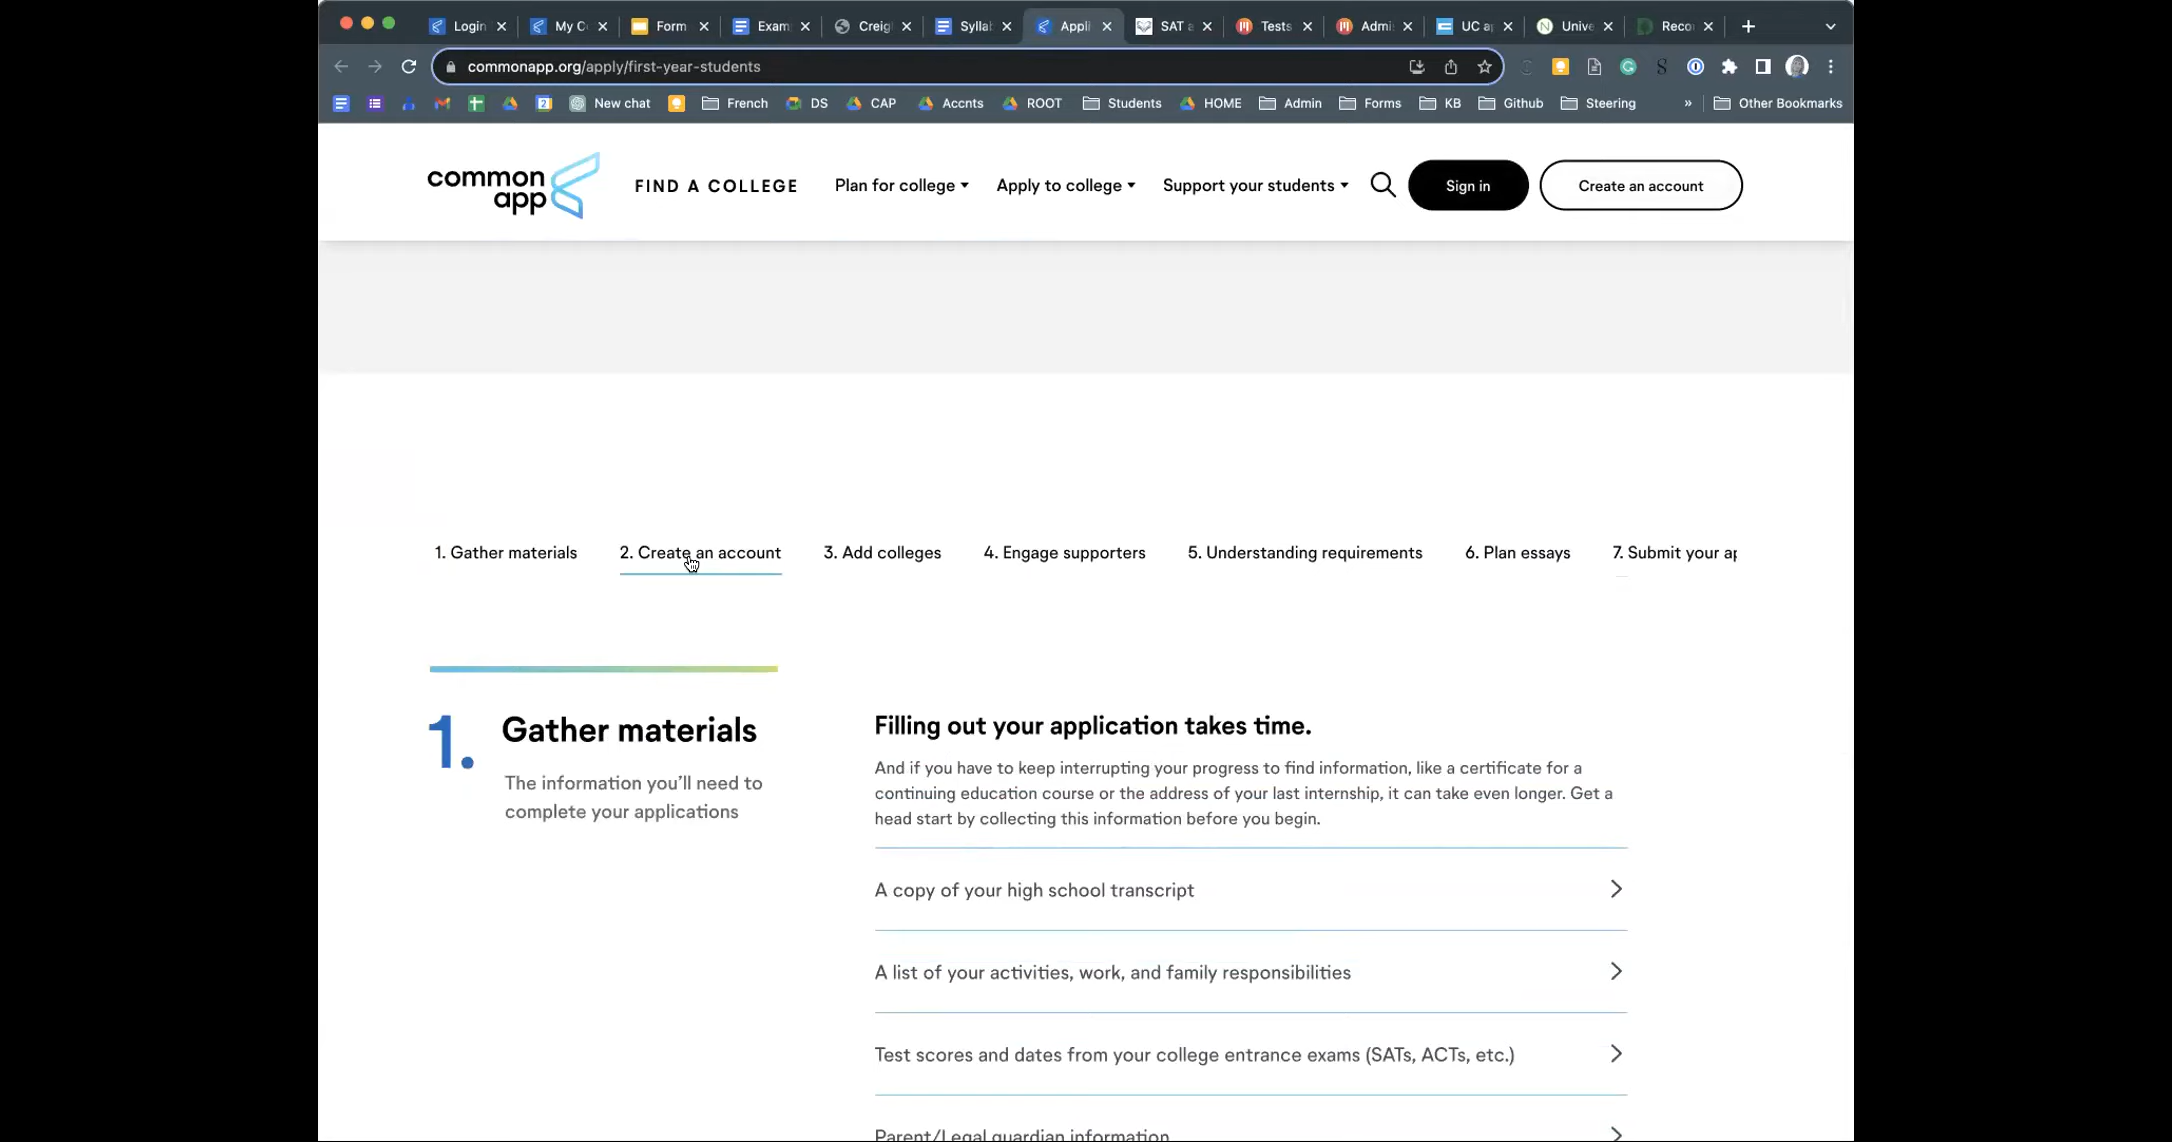 Login
My C
Form
Exam
Creig
Sylla
Appli
SAT a
Tests
Admi
UC a
Unive
Reco
commonapp.org/apply/first-year-students
New chat
French
DS
CAP
Accnts
ROOT
Students
HOME
Admin
Forms
KB
Github
Steering
»
Other Bookmarks
common
app
FIND A COLLEGE
Plan for college
Apply to college
Support your students
Sign in
Create an account
1. Gather materials
2. Create an account
3. Add colleges
4. Engage supporters
5. Understanding requirements
6. Plan essays
7. Submit your ap
1.
Gather materials
The information you’ll need to
complete your applications
Filling out your application takes time.
And if you have to keep interrupting your progress to find information, like a certificate for a
continuing education course or the address of your last internship, it can take even longer. Get a
head start by collecting this information before you begin.
A copy of your high school transcript
A list of your activities, work, and family responsibilities
Test scores and dates from your college entrance exams (SATs, ACTs, etc.)
Parent/Legal guardian information